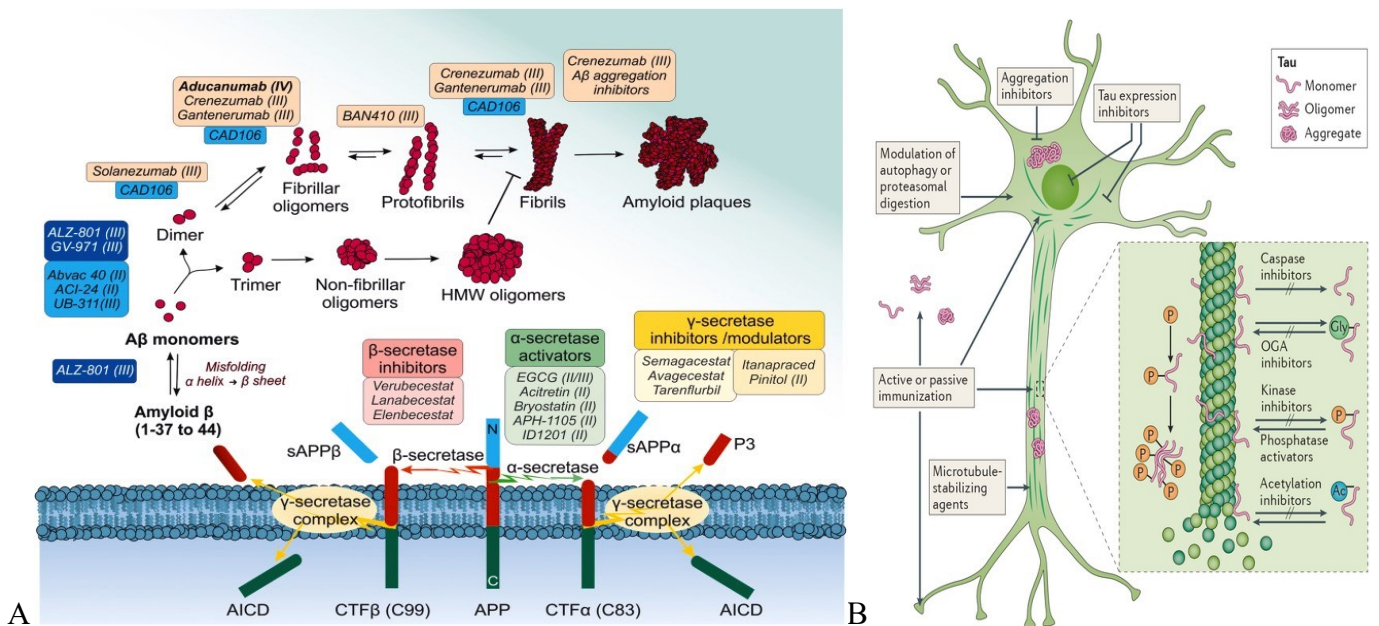 A
Aducanumab (IV)
Crenezumab (III)
Gantenerumab (III)
CAD106
BAN410 (III)
Crenezumab (III)
Gantenerumab (III)
CAD106
Crenezumab (III)
Aβ aggregation
inhibitors
Solanezumab (III)
CAD106
Fibrillar
oligomers
Protofibrils
Fibrils
Amyloid plaques
ALZ-801 (III)
GV-971 (III)
Abvac 40 (II)
ACI-24 (II)
UB-311(III)
Dimer
Trimer
Non-fibrillar
oligomers
HMW oligomers
Aβ monomers
ALZ-801 (III)
Misfolding
α helix → β sheet
Amyloid β
(1-37 to 44)
β-secretase
inhibitors
Verubecestat
Lanabecestat
Elenbecestat
α-secretase
activators
EGCG (II/III)
Acitretin (II)
Bryostatin (II)
APH-1105 (II)
ID1201 (II)
γ-secretase
inhibitors /modulators
Semagacestat
Avagecestat
Tarenflurbil
Itanapraced
Pinitol (II)
sAPPβ
β-secretase
N
α-secretase
sAPPα
P3
γ-secretase
complex
γ-secretase
complex
C
AICD
CTFβ (C99)
APP
CTFα (C83)
AICD
B
Aggregation
inhibitors
Tau expression
inhibitors
Tau
Monomer
Oligomer
Aggregate
Modulation of
autophagy or
proteasomal
digestion
Active or passive
immunization
Microtubule-
stabilizing
agents
Caspase
inhibitors
Gly
OGA
inhibitors
Kinase
inhibitors
P
Phosphatase
activators
Acetylation
inhibitors
Ac
P
P
P
P
P
P
P